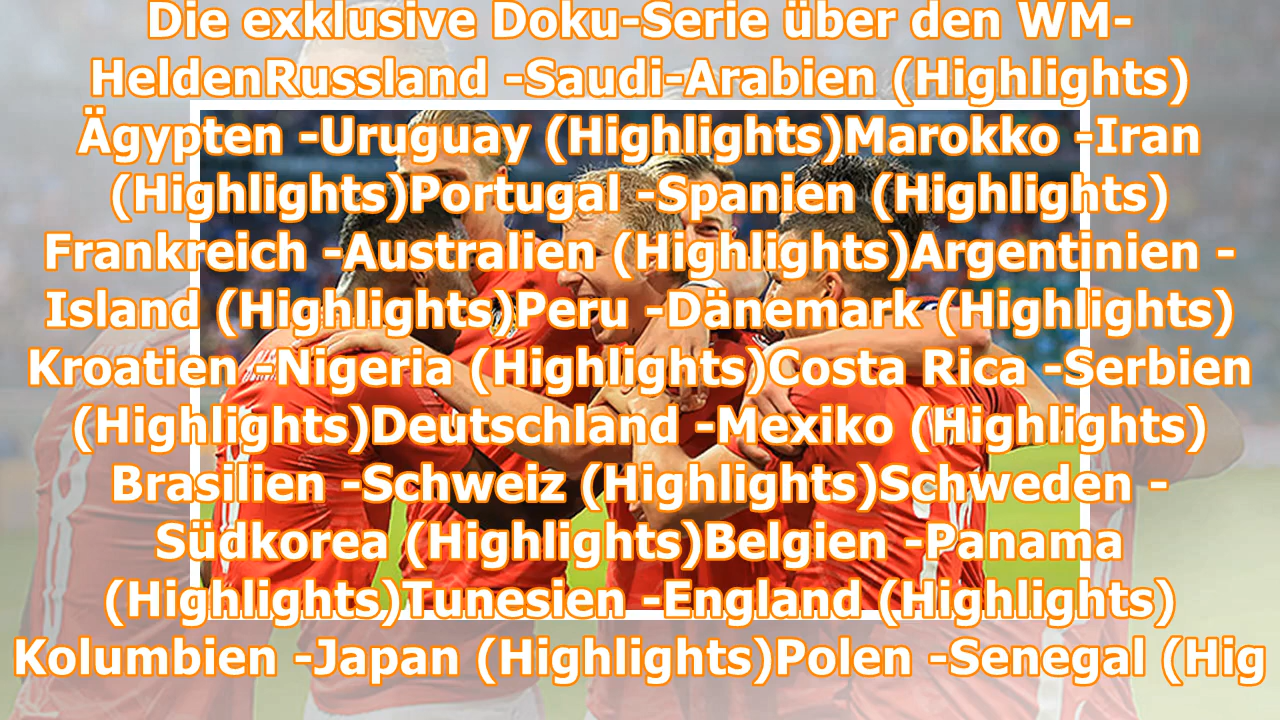 Die exklusive Doku-Serie über den WM-
HeldenRussland -Saudi-Arabien (Highlights)
Ägypten -Uruguay (Highlights)Marokko -Iran
(Highlights)Portugal -Spanien (Highlights)
Frankreich -Australien (Highlights)Argentinien -
Island (Highlights)Peru -Dänemark (Highlights)
Kroatien -Nigeria (Highlights)Costa Rica -Serbien
(Highlights)Deutschland -Mexiko (Highlights)
Brasilien -Schweiz (Highlights)Schweden -
Südkorea (Highlights)Belgien -Panama
(Highlights)Tunesien -England (Highlights)
Kolumbien -Japan (Highlights)Polen -Senegal (Hig